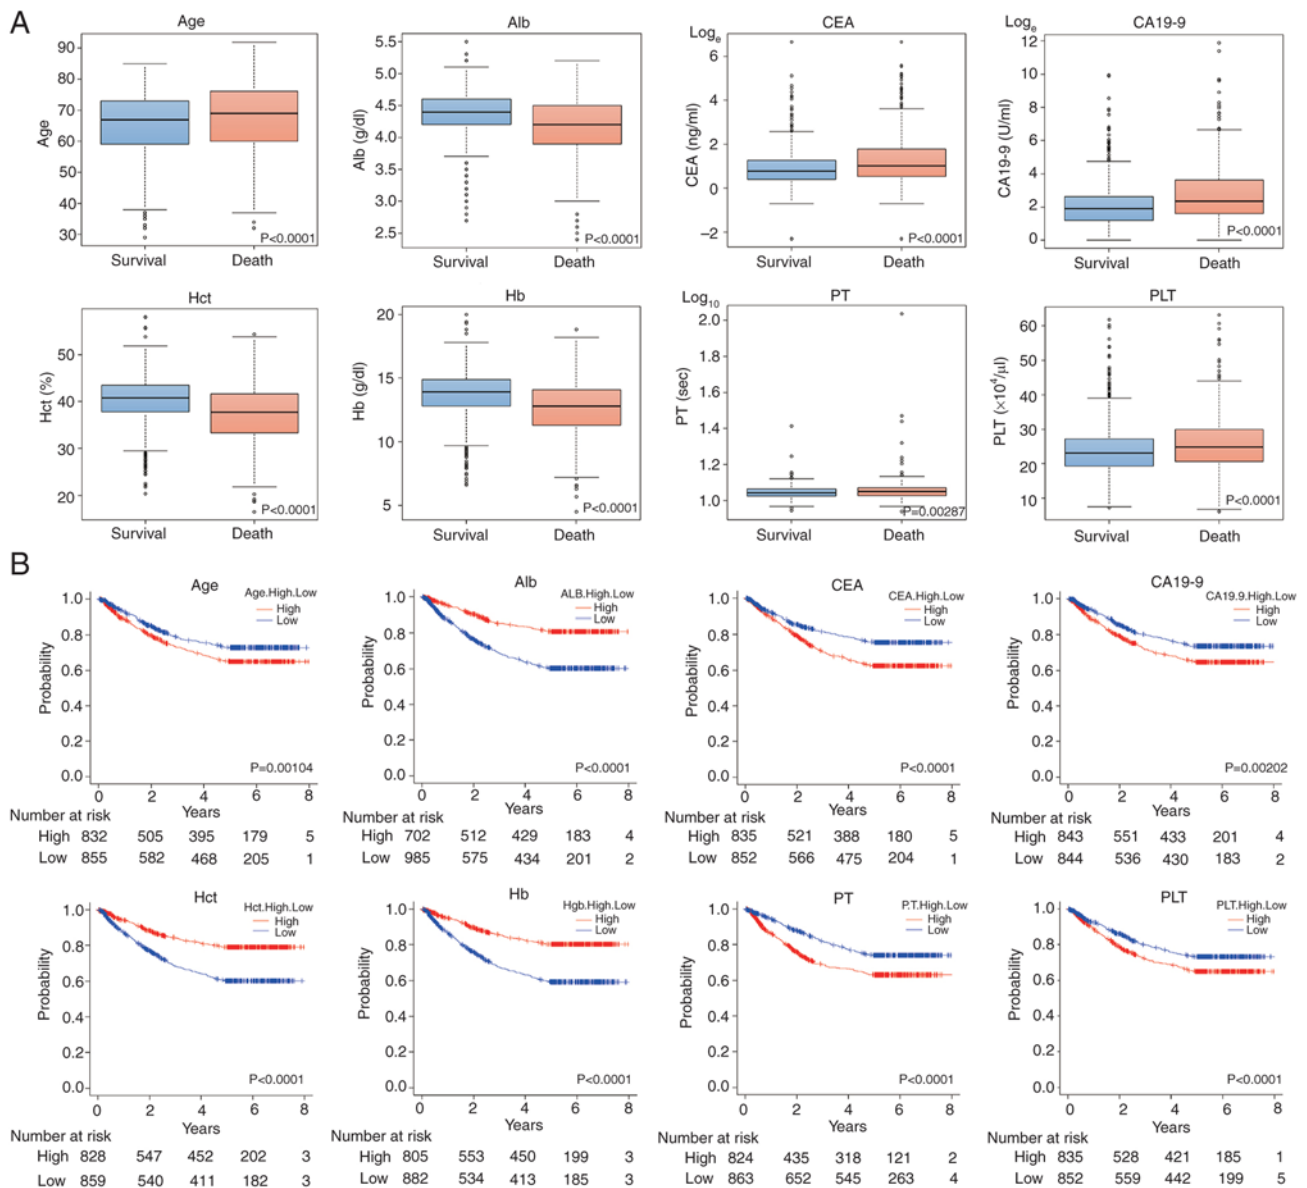 A
Age
Alb
CEA
CA19-9
Log e
Log e
90
80
70
60
50
40
30
Age
5.5
5.0
4.5
4.0
3.5
3.0
2.5
Alb (g/dl)
6
4
2
0
−2
CEA (ng/ml)
12
10
8
6
4
2
0
CA19-9 (U/ml)
P<0.0001
P<0.0001
P<0.0001
P<0.0001
Survival Death
Survival Death
Survival Death
Survival Death
Hct
Hb
PT
PLT
Log 10
50
40
30
20
Hct (%)
20
15
10
5
Hb (g/dl)
2.0
1.8
1.6
1.4
1.2
1.0
PT (sec)
60
50
40
30
20
10
PLT (×10⁴/µl)
P<0.0001
P<0.0001
P=0.00287
P<0.0001
Survival Death
Survival Death
Survival Death
Survival Death
B
Age
Age.High.Low
High
Low
1.0
0.8
0.6
0.4
0.2
0.0
Probability
P=0.00104
0 2 4 6 8
Years
Number at risk
High 832 505 395 179 5
Low 855 582 468 205 1
Alb
ALB.High.Low
High
Low
1.0
0.8
0.6
0.4
0.2
0.0
Probability
P<0.0001
0 2 4 6 8
Years
Number at risk
High 702 512 429 183 4
Low 985 575 434 201 2
CEA
CEA.High.Low
High
Low
1.0
0.8
0.6
0.4
0.2
0.0
Probability
P<0.0001
0 2 4 6 8
Years
Number at risk
High 835 521 388 180 5
Low 852 566 475 204 1
CA19-9
CA19.9.High.Low
High
Low
1.0
0.8
0.6
0.4
0.2
0.0
Probability
P=0.00202
0 2 4 6 8
Years
Number at risk
High 843 551 433 201 4
Low 844 536 430 183 2
Hct
Hct.High.Low
High
Low
1.0
0.8
0.6
0.4
0.2
0.0
Probability
P<0.0001
0 2 4 6 8
Years
Number at risk
High 828 547 452 202 3
Low 859 540 411 182 3
Hb
Hgb.High.Low
High
Low
1.0
0.8
0.6
0.4
0.2
0.0
Probability
P<0.0001
0 2 4 6 8
Years
Number at risk
High 805 553 450 199 3
Low 882 534 413 185 3
PT
P.T.High.Low
High
Low
1.0
0.8
0.6
0.4
0.2
0.0
Probability
P<0.0001
0 2 4 6 8
Years
Number at risk
High 824 435 318 121 2
Low 863 652 545 263 4
PLT
PLT.High.Low
High
Low
1.0
0.8
0.6
0.4
0.2
0.0
Probability
P<0.0001
0 2 4 6 8
Years
Number at risk
High 835 528 421 185 1
Low 852 559 442 199 5